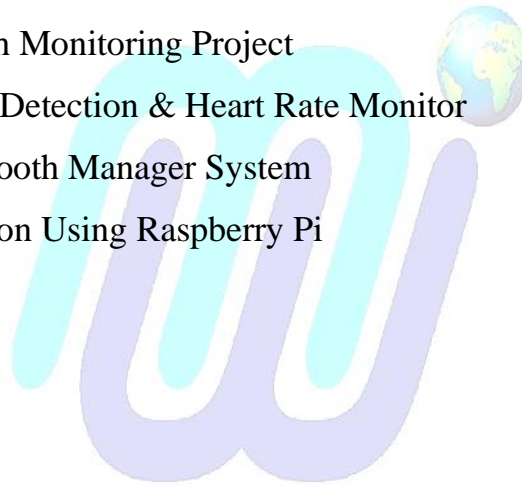 n Monitoring Project
Detection & Heart Rate Monitor
ooth Manager System
on Using Raspberry Pi